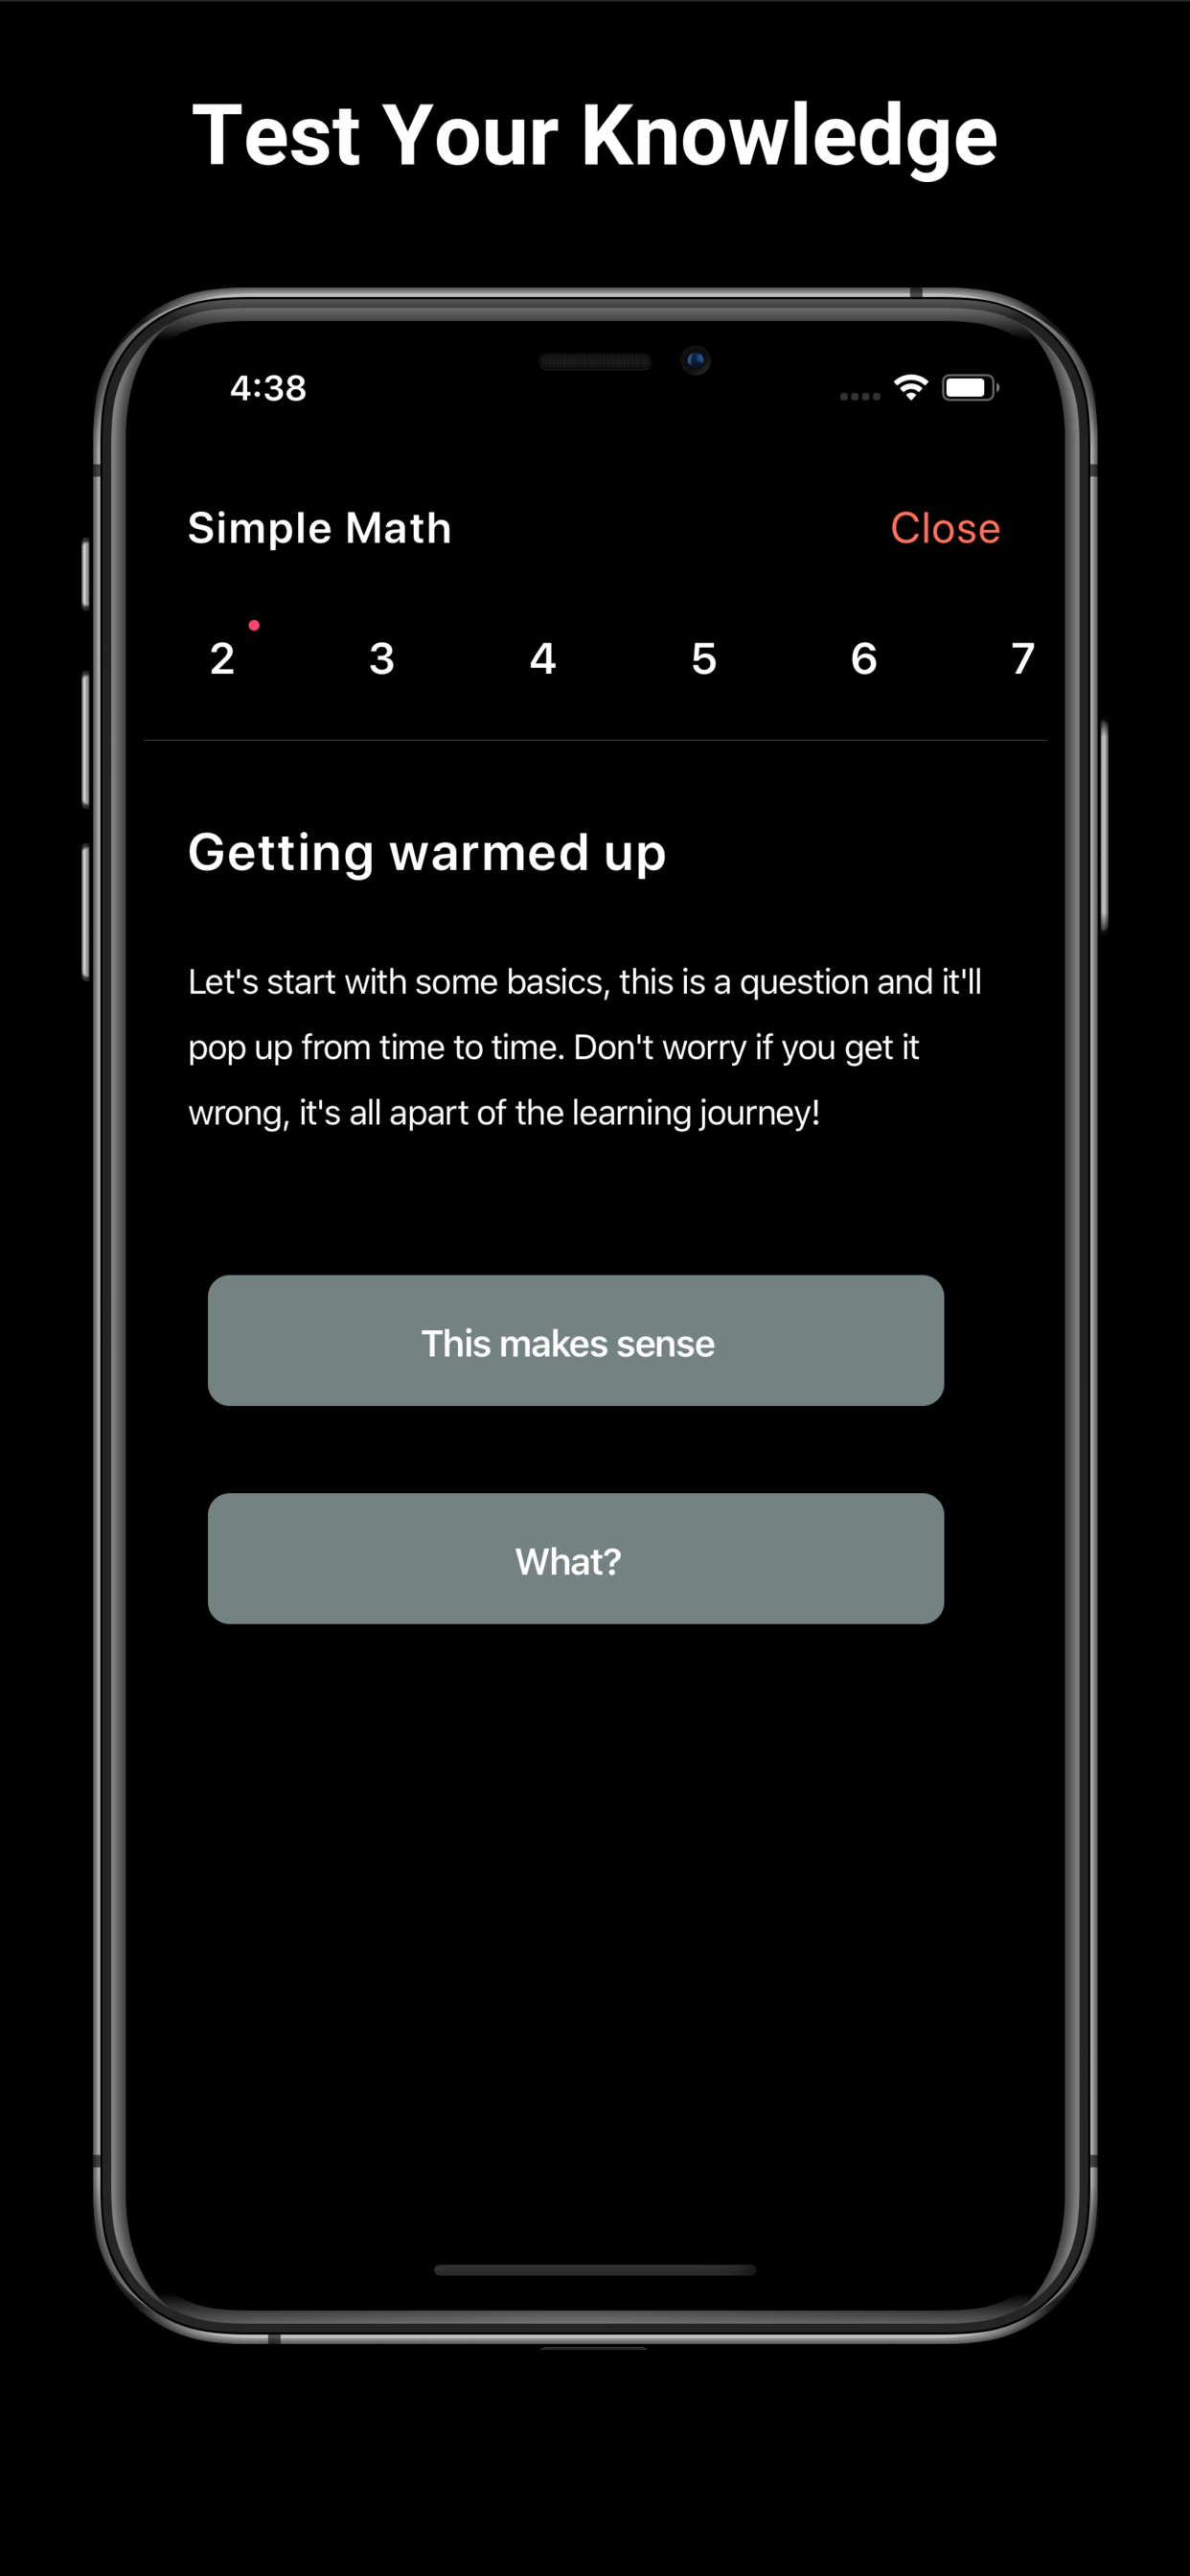 Test Your Knowledge
4:38
Simple Math Close
2 3 4 5 6 7
Getting warmed up
Let's start with some basics, this is a question and it'll
pop up from time to time. Don't worry if you get it
wrong, it's all apart of the learning journey!
This makes sense
What?